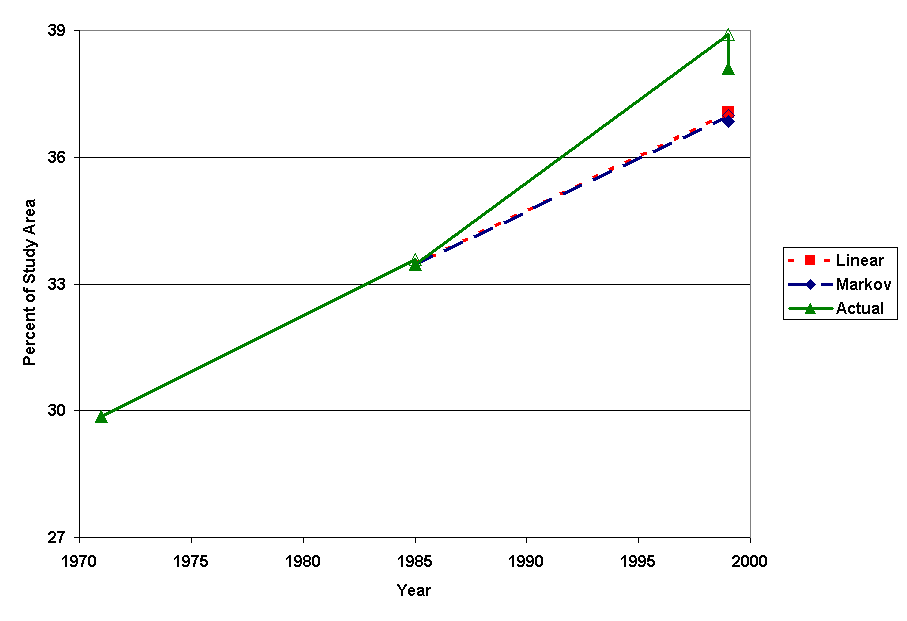 39
36
33
30
27
Percent of Study Area
1970 1975 1980 1985 1990 1995 2000
Year
Linear
Markov
Actual